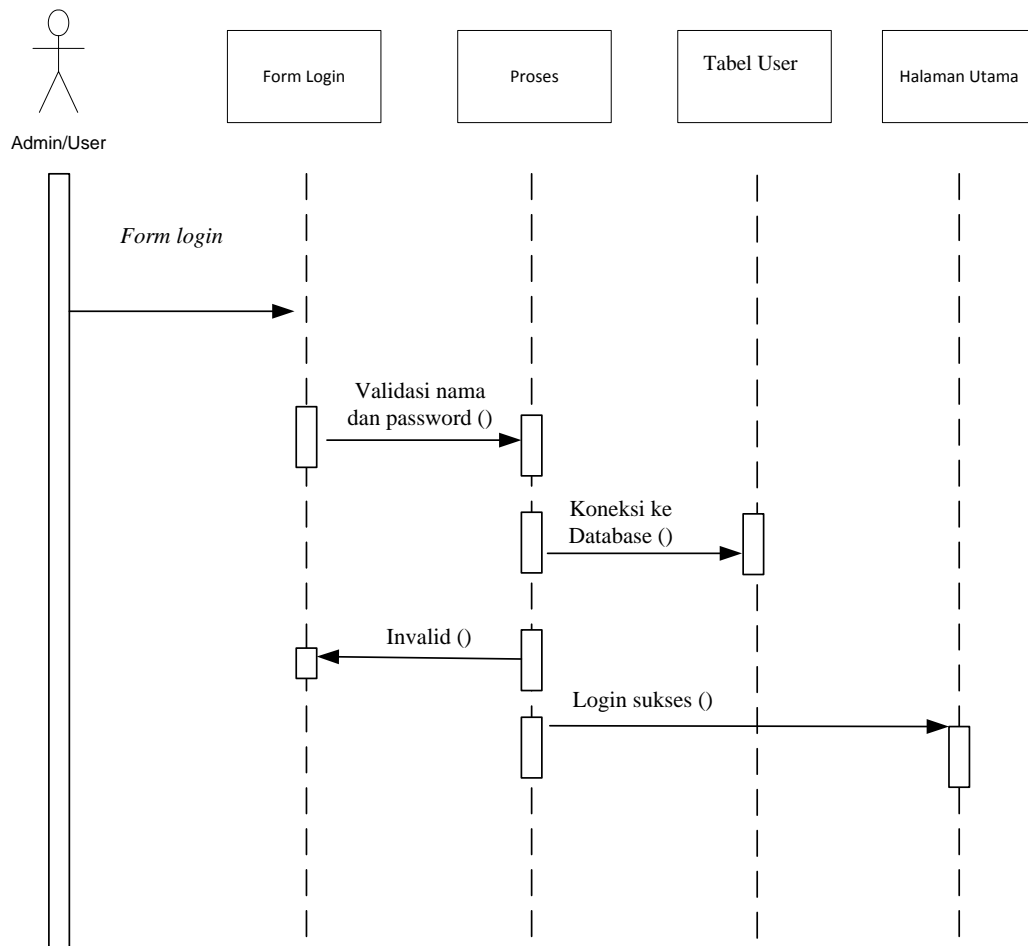 Form Login
Proses
Tabel User
Halaman Utama
Admin/User
Form login
Validasi nama
dan password ()
Koneksi ke
Database ()
Invalid ()
Login sukses ()